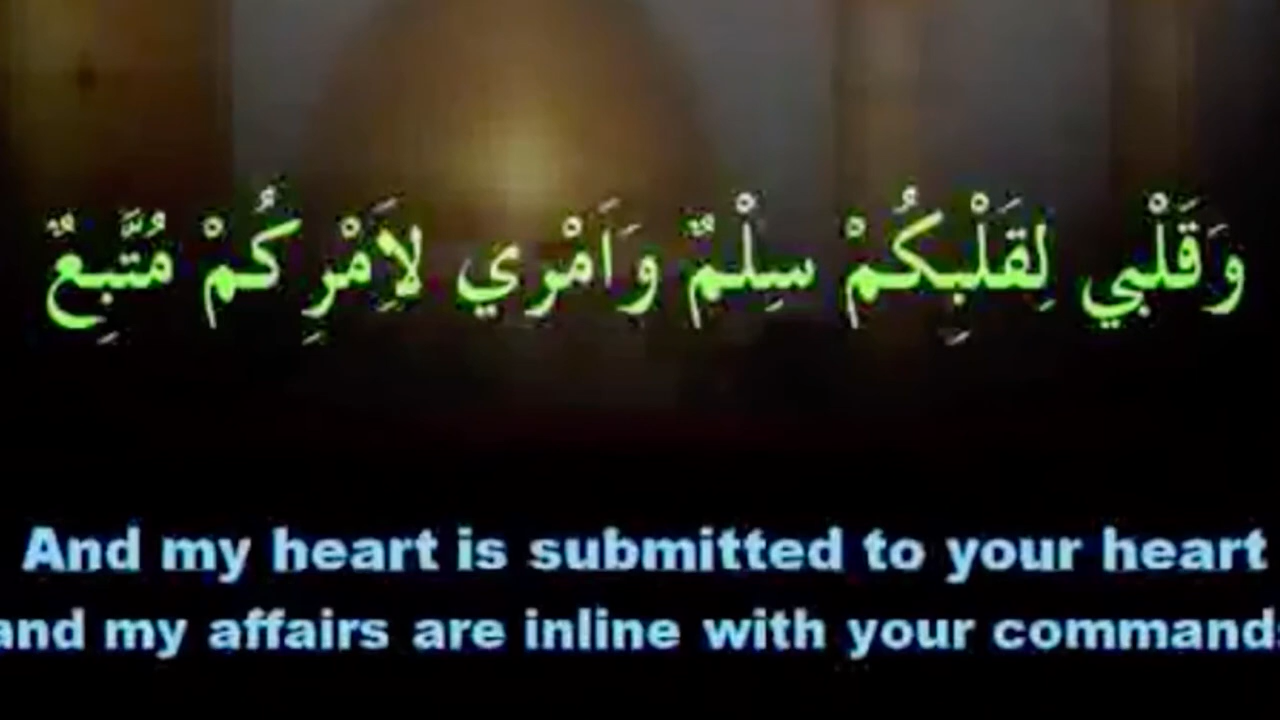 وَقَلْبِي لِقَلْبِكُمْ سِلْمٌ وَاَمْرِي لِاَمْرِكُمْ مُتَّبِعٌ
And my heart is submitted to your heart
and my affairs are inline with your command